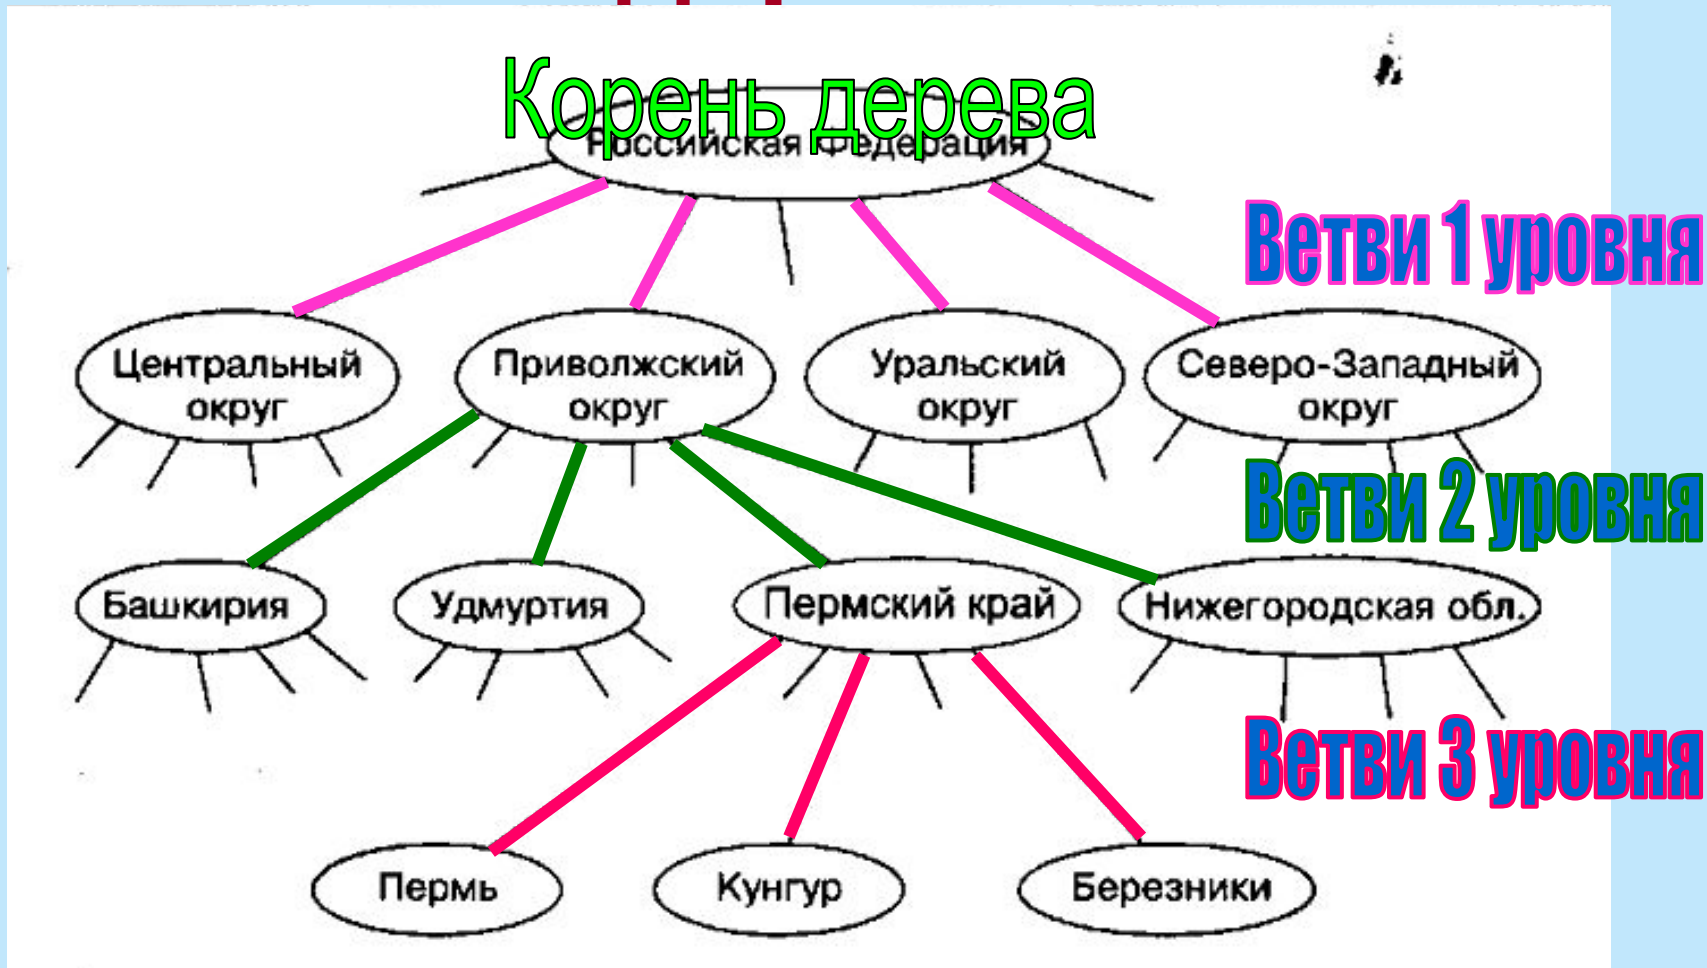 Корень дерева
Российская Федерация
Ветви 1 уровня
Центральный округ
Приволжский округ
Уральский округ
Северо-Западный округ
Ветви 2 уровня
Башкирия
Удмуртия
Пермский край
Нижегородская обл.
Ветви 3 уровня
Пермь
Кунгур
Березники